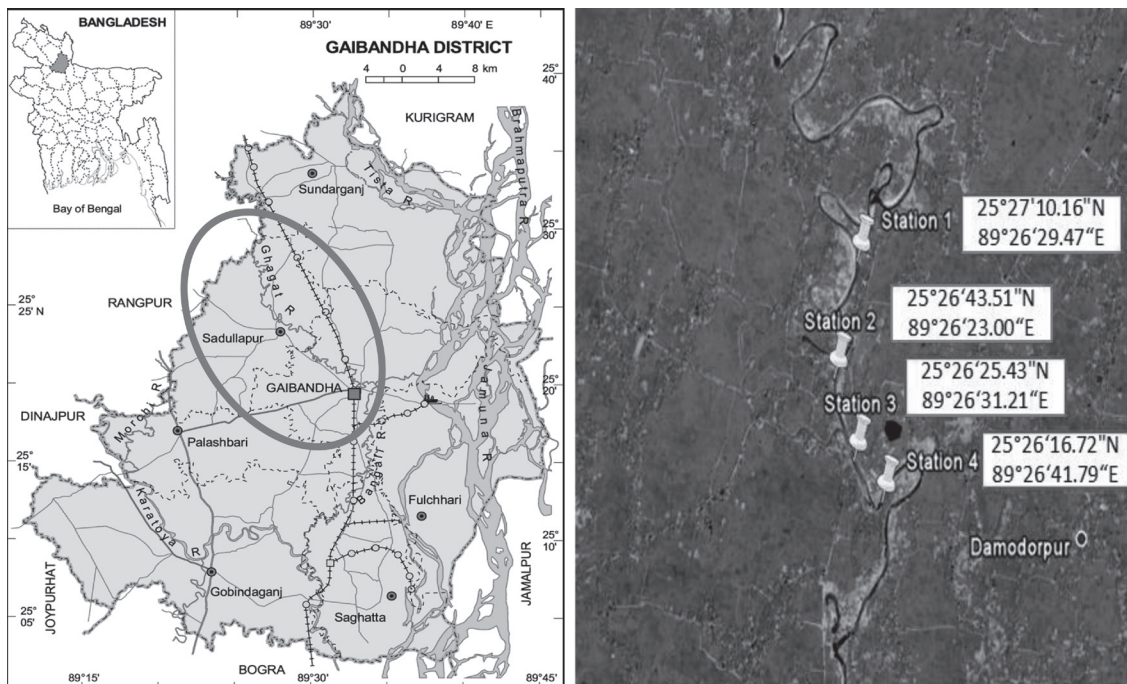 BANGLADESH
Bay of Bengal
89°30'
89°40' E
GAIBANDHA DISTRICT
4 0 4 8 km
25°
40'
KURIGRAM
Brahmaputra R
Tista R
Sundarganj
25°
30'
Ghagat R
RANGPUR
25°
25' N
Sadullapur
GAIBANDHA
25°
20'
Jamuna R
DINAJPUR
Morobi R
Palashbari
25°
15'
Bangali R
Karatoya R
Fulchhari
25°
10'
JOYPURHAT
Gobindaganj
JAMALPUR
25°
05'
Saghatta
BOGRA
89°15'
89°30'
89°45'
Station 1
25°27'10.16"N
89°26‘29.47“E
Station 2
25°26'43.51"N
89°26‘23.00“E
Station 3
25°26'25.43"N
89°26‘31.21“E
Station 4
25°26'16.72"N
89°26‘41.79“E
Damodorpur